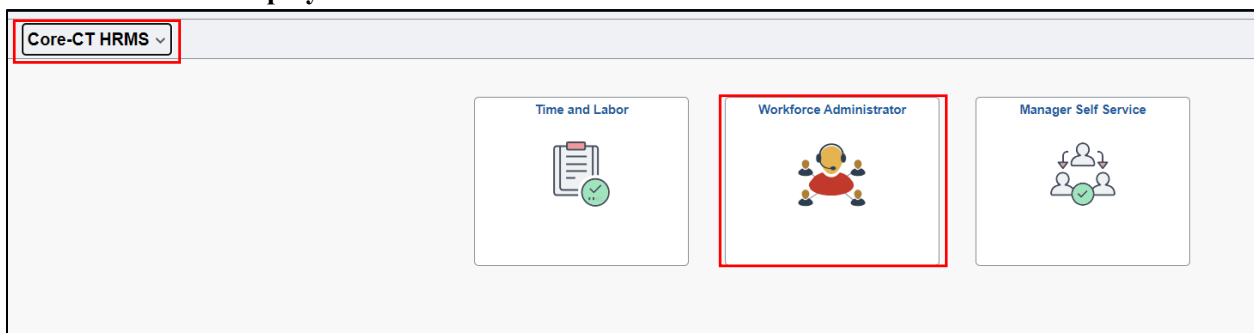 Core-CT HRMS
Time and Labor
Workforce Administrator
Manager Self Service